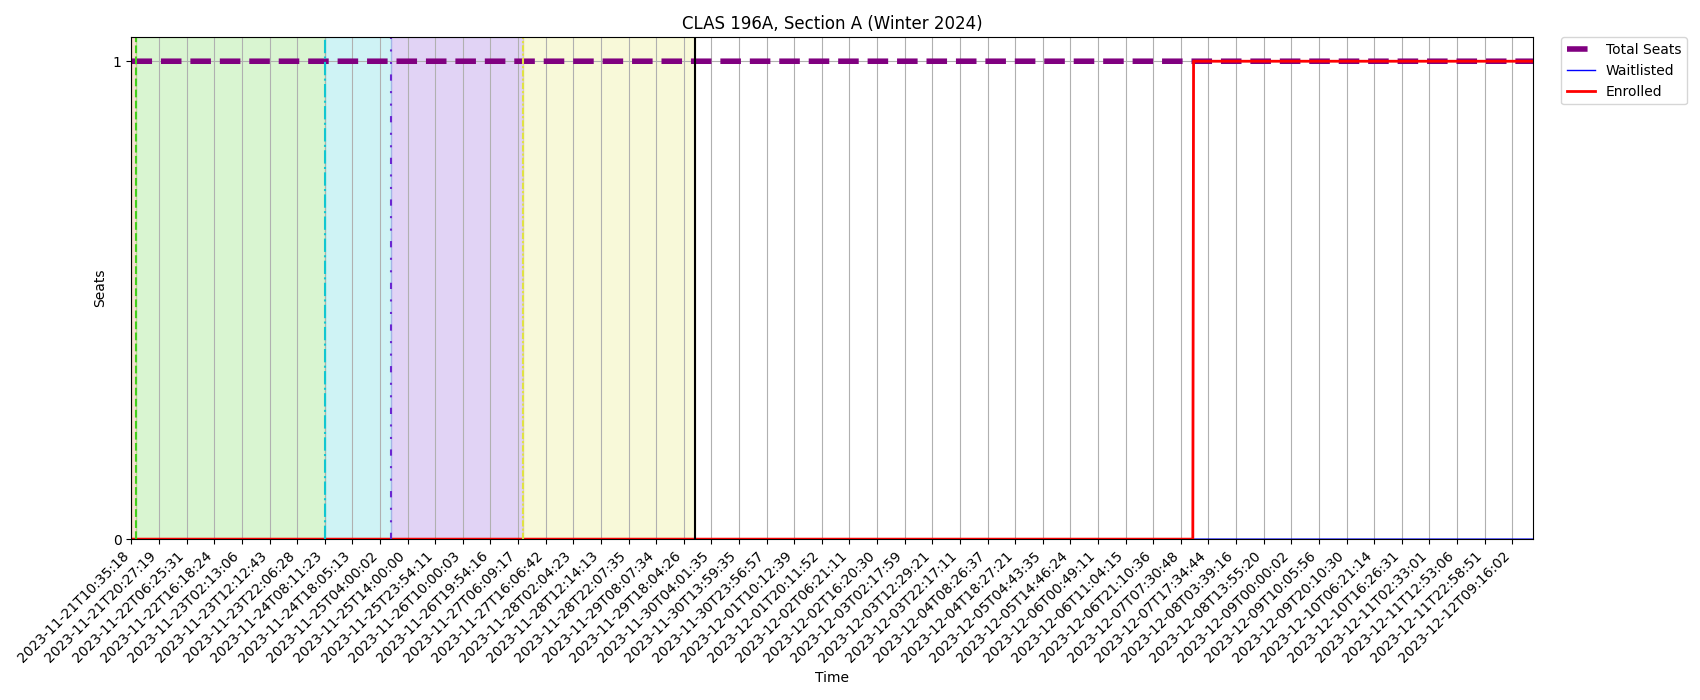 CLAS 196A, Section A (Winter 2024)
Total Seats
Waitlisted
Enrolled
1
Seats
0
2023-11-21T10:35:18
2023-11-21T20:27:19
2023-11-22T06:25:31
2023-11-22T16:18:24
2023-11-23T02:13:06
2023-11-23T12:12:43
2023-11-23T22:06:28
2023-11-24T08:11:23
2023-11-24T18:05:13
2023-11-25T04:00:02
2023-11-25T14:00:00
2023-11-25T23:54:11
2023-11-26T10:00:03
2023-11-26T19:54:16
2023-11-27T06:09:17
2023-11-27T16:06:42
2023-11-28T02:04:23
2023-11-28T12:14:13
2023-11-28T22:07:35
2023-11-29T08:07:34
2023-11-29T18:04:26
2023-11-30T04:01:35
2023-11-30T13:59:35
2023-11-30T23:56:57
2023-12-01T10:12:39
2023-12-01T20:11:52
2023-12-02T06:21:11
2023-12-02T16:20:30
2023-12-03T02:17:59
2023-12-03T12:29:21
2023-12-03T22:17:11
2023-12-04T08:26:37
2023-12-04T18:27:21
2023-12-05T04:43:35
2023-12-05T14:46:24
2023-12-06T00:49:11
2023-12-06T11:04:15
2023-12-06T21:10:36
2023-12-07T07:30:48
2023-12-07T17:34:44
2023-12-08T03:39:16
2023-12-08T13:55:20
2023-12-09T00:00:02
2023-12-09T10:05:56
2023-12-09T20:10:30
2023-12-10T06:21:14
2023-12-10T16:26:31
2023-12-11T02:33:01
2023-12-11T12:53:06
2023-12-11T22:58:51
2023-12-12T09:16:02
Time